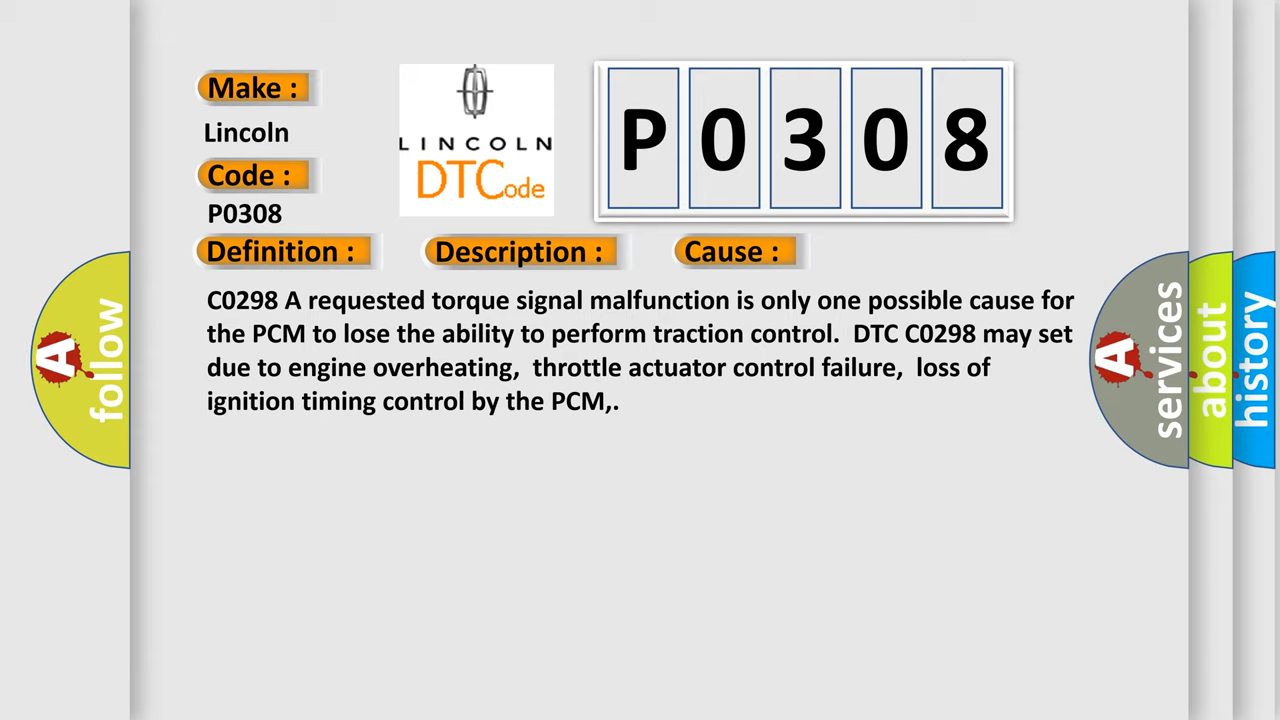 Make :
Lincoln
Code :
P0308
LINCOLN
DTCode
P0308
Definition :
Description :
Cause :
C0298 A requested torque signal malfunction is only one possible cause for
the PCM to lose the ability to perform traction control.  DTC C0298 may set
due to engine overheating,  throttle actuator control failure,  loss of
ignition timing control by the PCM,.
A
follow
A
services
about
history